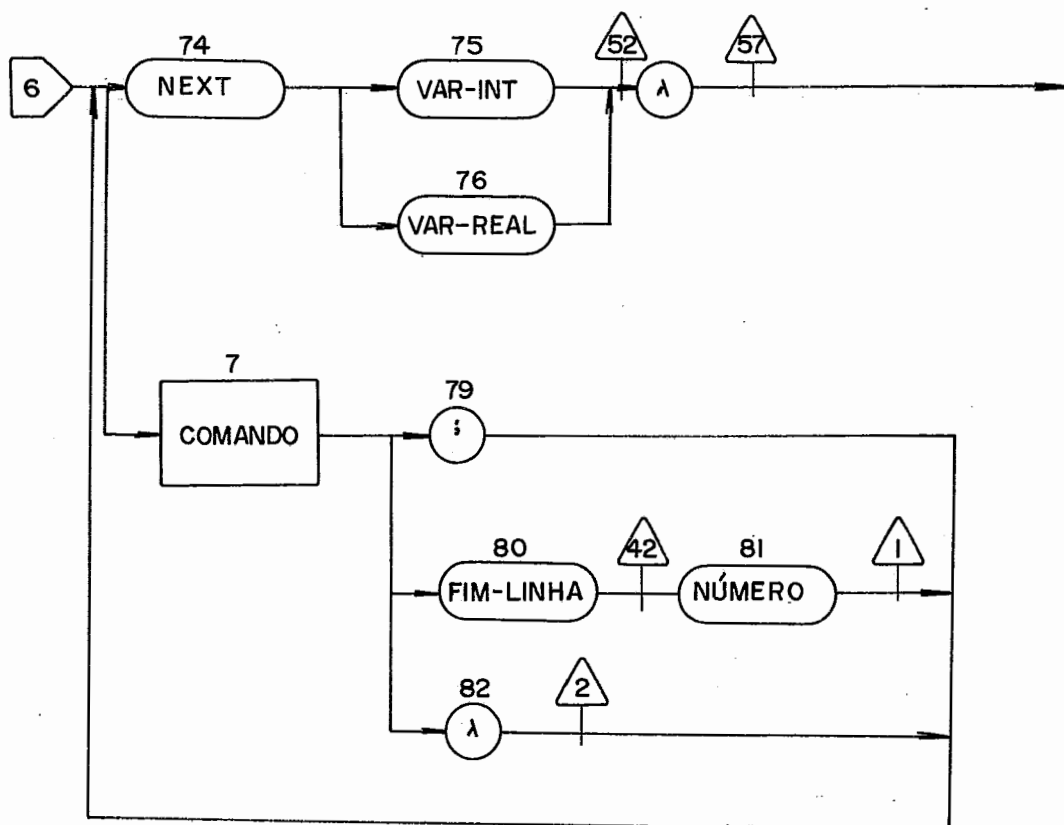 74 75 52 57
6 NEXT VAR-INT λ
76
VAR-REAL
7 79
COMANDO ;
80 42 81 1
FIM-LINHA NÚMERO
82 2
λ